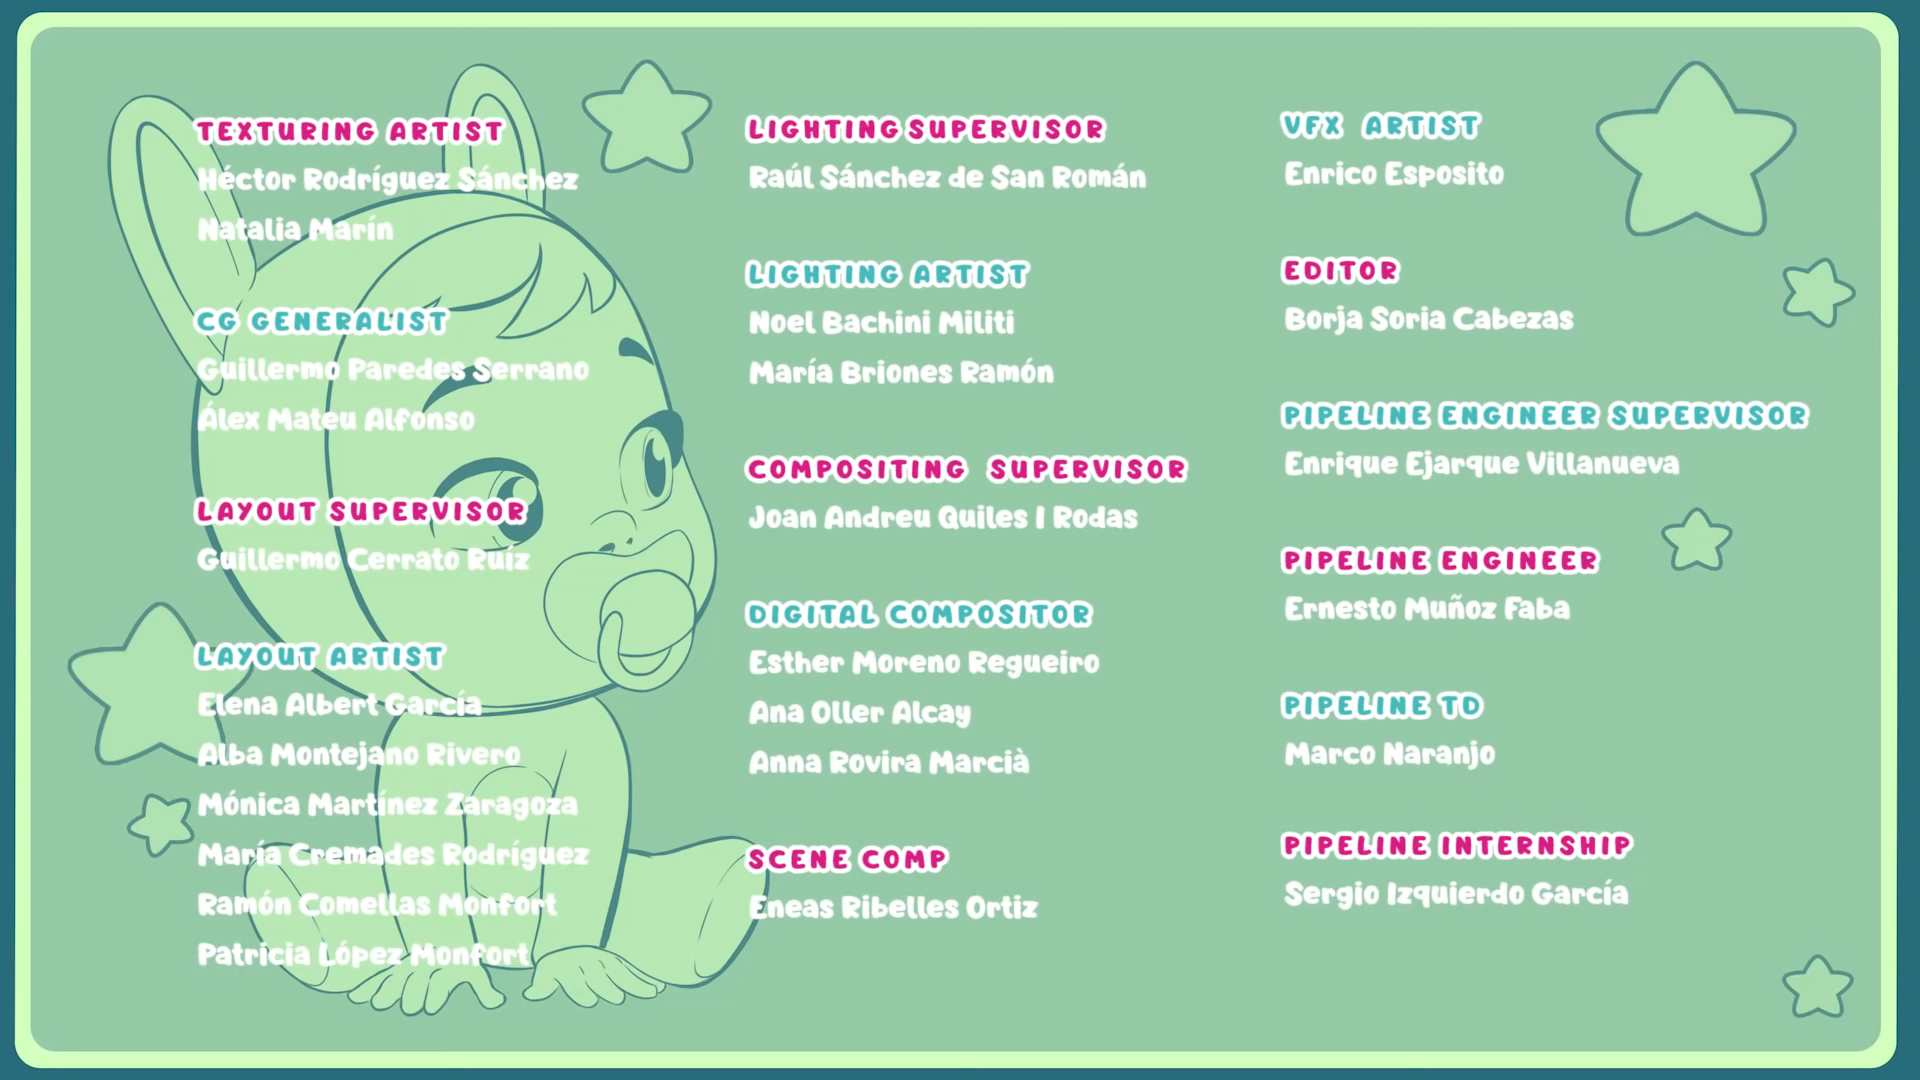 TEXTURING ARTIST
Héctor Rodríguez Sánchez
Natalia Marín
CG GENERALIST
Guillermo Paredes Serrano
Álex Mateu Alfonso
LAYOUT SUPERVISOR
Guillermo Cerrato Ruiz
LAYOUT ARTIST
Elena Albert García
Alba Montejano Rivero
Mónica Martínez Zaragoza
María Cremades Rodríguez
Ramón Comellas Monfort
Patricia López Monfort
LIGHTING SUPERVISOR
Raúl Sánchez de San Román
LIGHTING ARTIST
Noel Bachini Militi
María Briones Ramón
COMPOSITING SUPERVISOR
Joan Andreu Quiles I Rodas
DIGITAL COMPOSITOR
Esther Moreno Regueiro
Ana Oller Alcay
Anna Rovira Marcià
SCENE COMP
Eneas Ribelles Ortiz
VFX ARTIST
Enrico Esposito
EDITOR
Borja Soria Cabezas
PIPELINE ENGINEER SUPERVISOR
Enrique Ejarque Villanueva
PIPELINE ENGINEER
Ernesto Muñoz Faba
PIPELINE TD
Marco Naranjo
PIPELINE INTERNSHIP
Sergio Izquierdo García